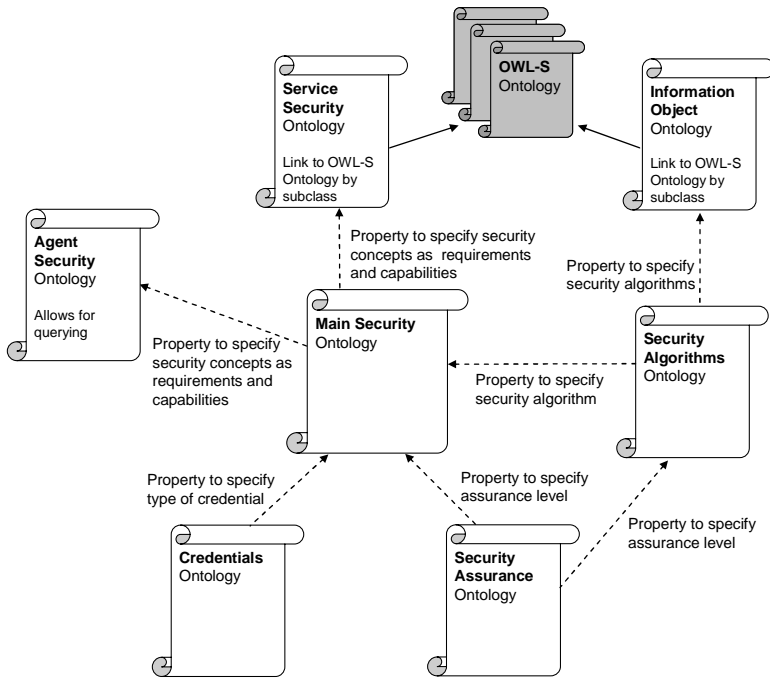 OWL-S
Ontology
Service
Security
Ontology
Link to OWL-S
Ontology by
subclass
Information
Object
Ontology
Link to OWL-S
Ontology by
subclass
Agent
Security
Ontology
Allows for
querying
Property to specify security
concepts as requirements
and capabilities
Property to specify
security algorithms
Main Security
Ontology
Security
Algorithms
Ontology
Property to specify
security concepts as
requirements and
capabilities
Property to specify
security algorithm
Property to specify
type of credential
Property to specify
assurance level
Property to specify
assurance level
Credentials
Ontology
Security
Assurance
Ontology